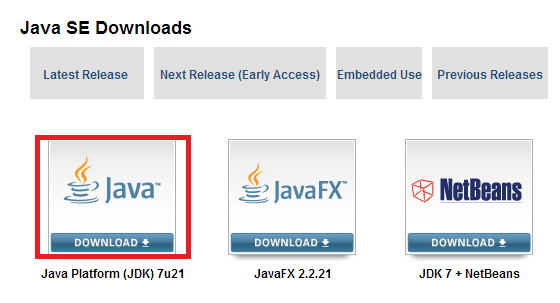 Java SE Downloads
Latest Release Next Release (Early Access) Embedded Use Previous Releases
Java™ JavaFX™ NetBeans
DOWNLOAD DOWNLOAD DOWNLOAD
Java Platform (JDK) 7u21 JavaFX 2.2.21 JDK 7 + NetBeans